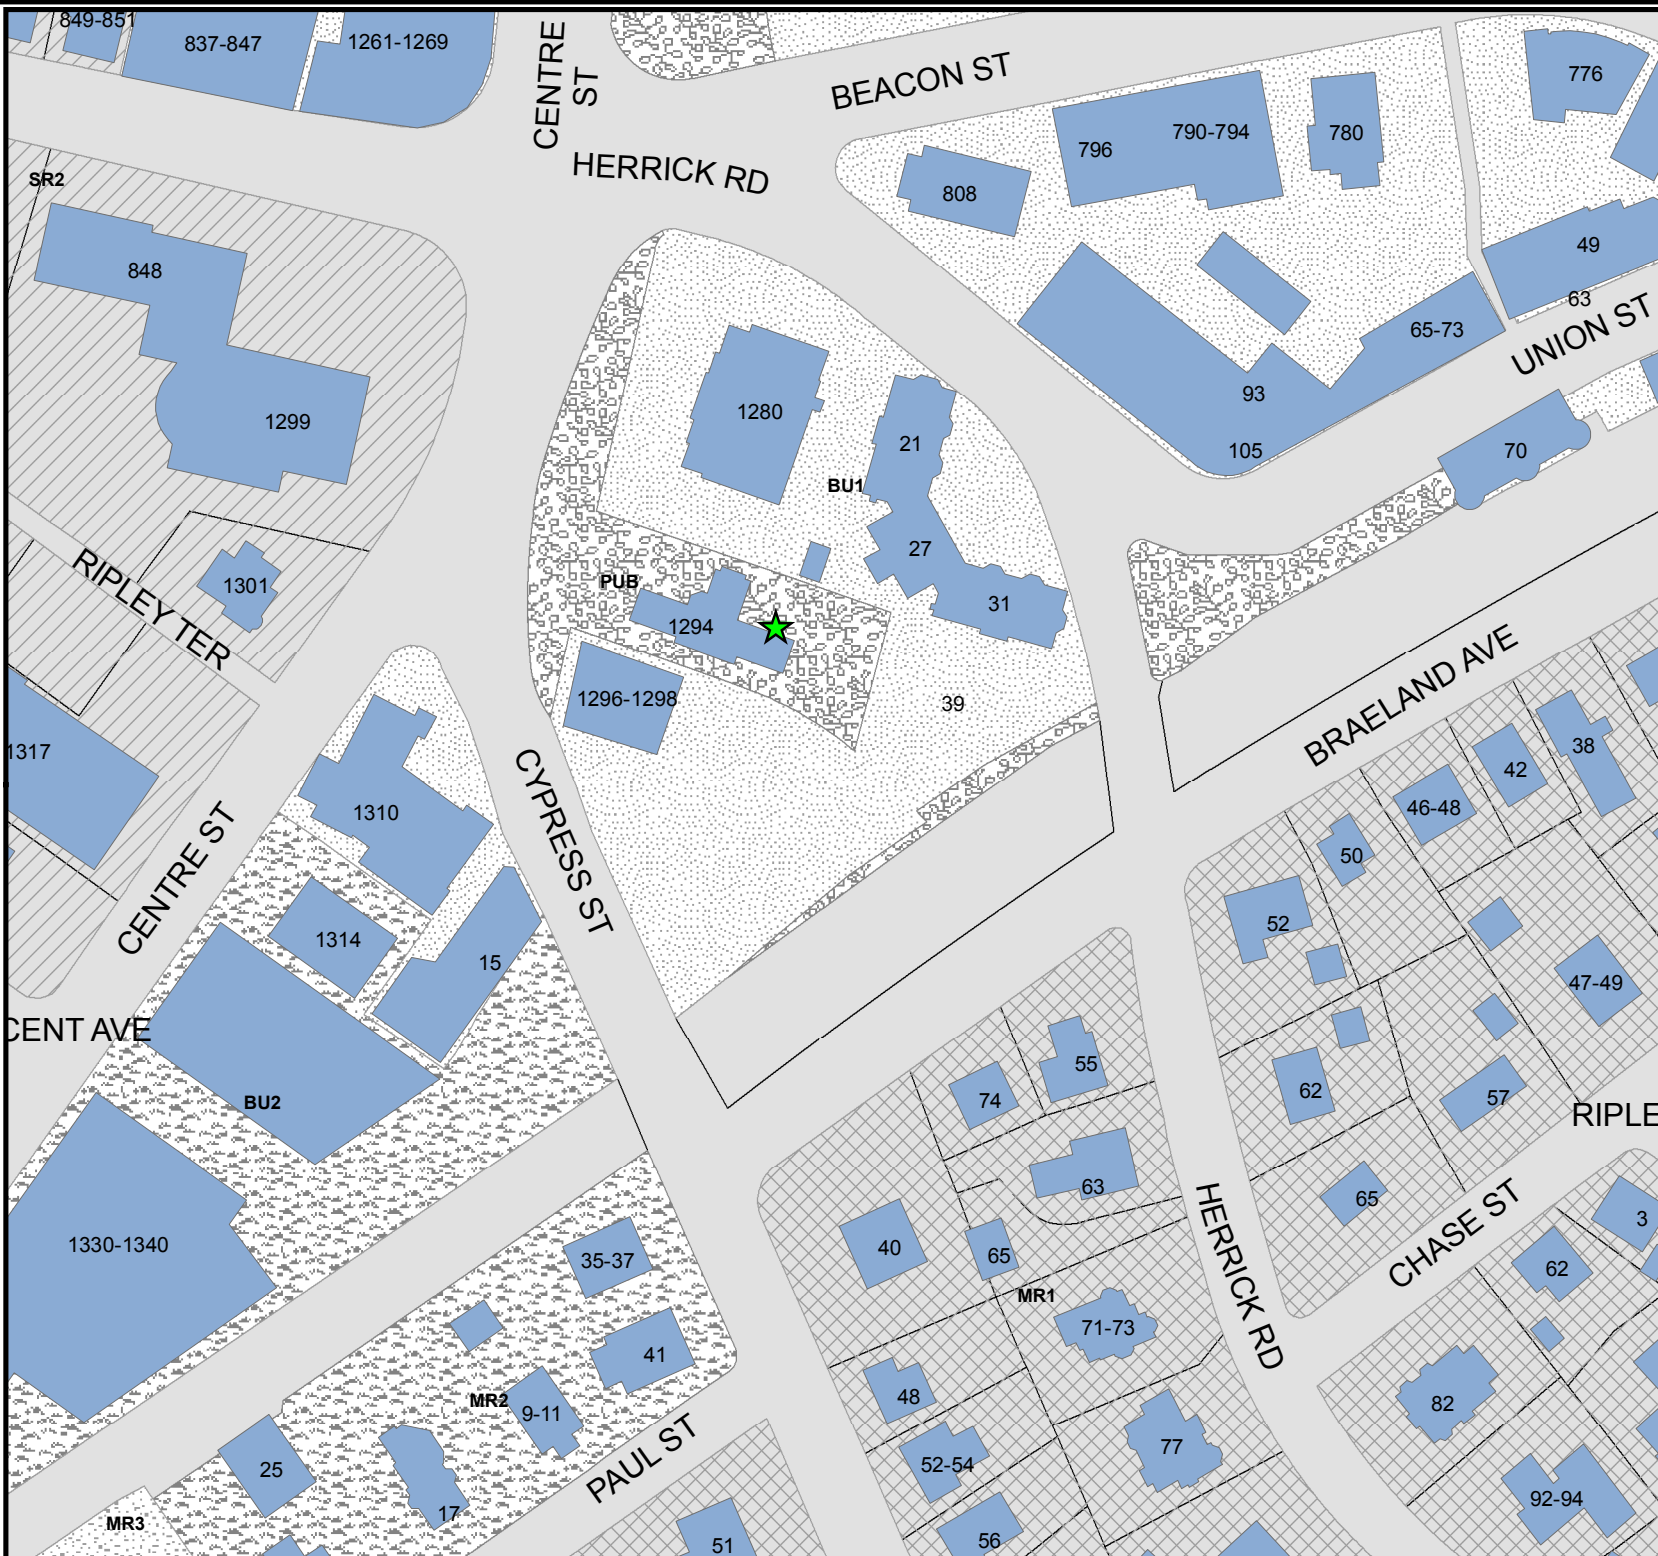 849-851
837-847
1261-1269
CENTRE
ST
BEACON ST
776
796
790-794
780
HERRICK RD
SR2
808
848
49
63
UNION ST
65-73
93
105
1299
1280
21
BU1
70
27
RIPLEY TER
1301
PUB
1294
31
1296-1298
39
BRAELAND AVE
1317
38
42
46-48
CYPRESS ST
1310
50
CENTRE ST
52
1314
15
47-49
CENT AVE
55
74
62
57
BU2
RIPLE
63
65
HERRICK RD
CHASE ST
3
1330-1340
40
65
35-37
62
MR1
71-73
41
48
MR2
9-11
82
PAUL ST
77
25
52-54
17
92-94
MR3
51
56